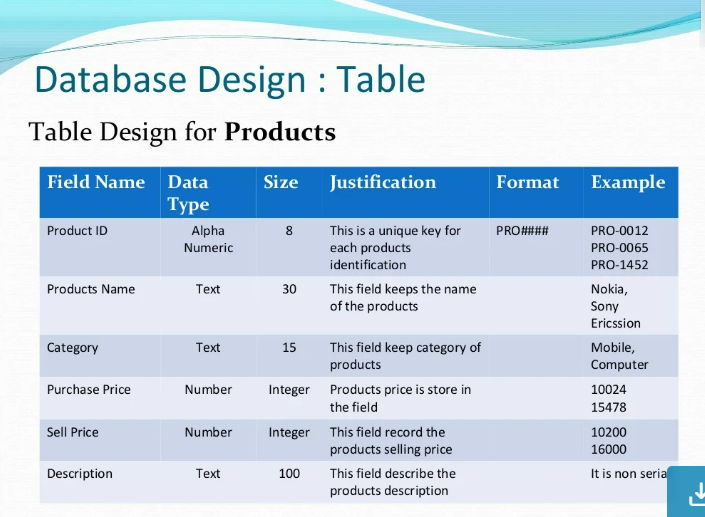 Database Design : Table
Table Design for Products
Field Name Data Type Size Justification Format Example
Product ID Alpha Numeric 8 This is a unique key for each products identification PRO#### PRO-0012 PRO-0065 PRO-1452
Products Name Text 30 This field keeps the name of the products Nokia, Sony Ericssion
Category Text 15 This field keep category of products Mobile, Computer
Purchase Price Number Integer Products price is store in the field 10024 15478
Sell Price Number Integer This field record the products selling price 10200 16000
Description Text 100 This field describe the products description It is non